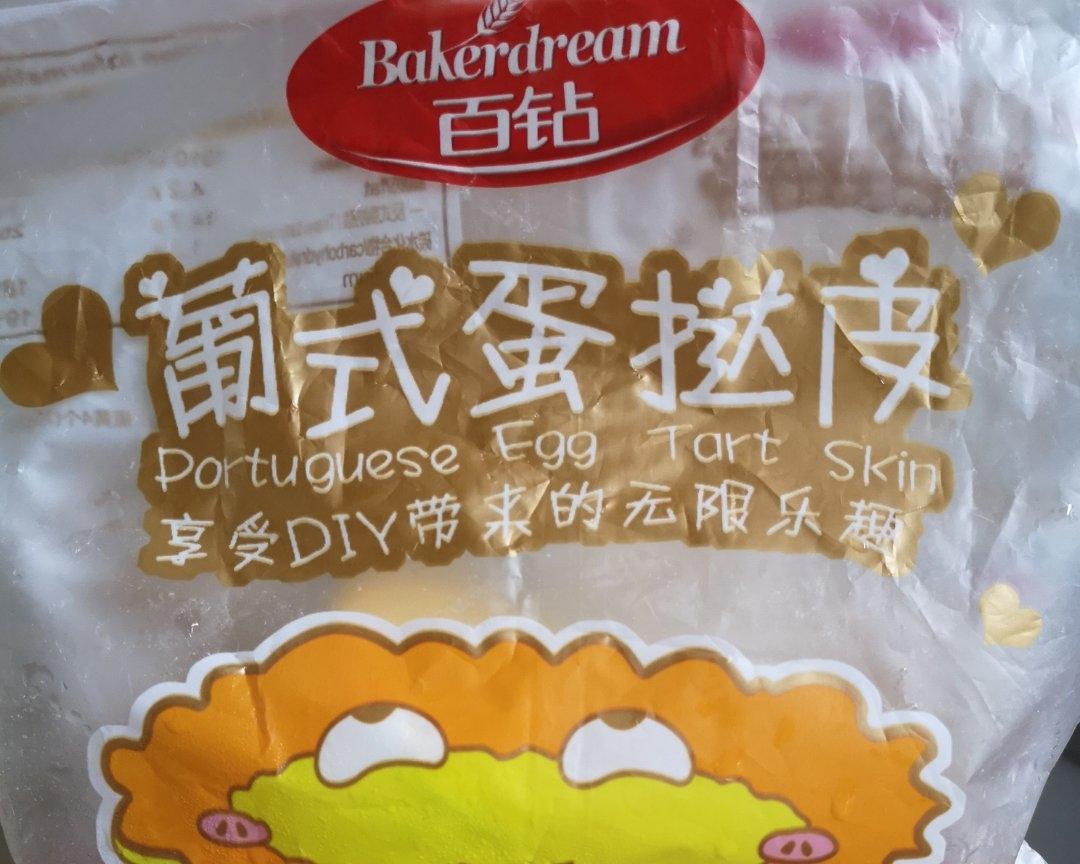 Bakerdream
百钻
葡式蛋挞皮
Portuguese Egg Tart Skin
享受DIY带来的无限乐趣